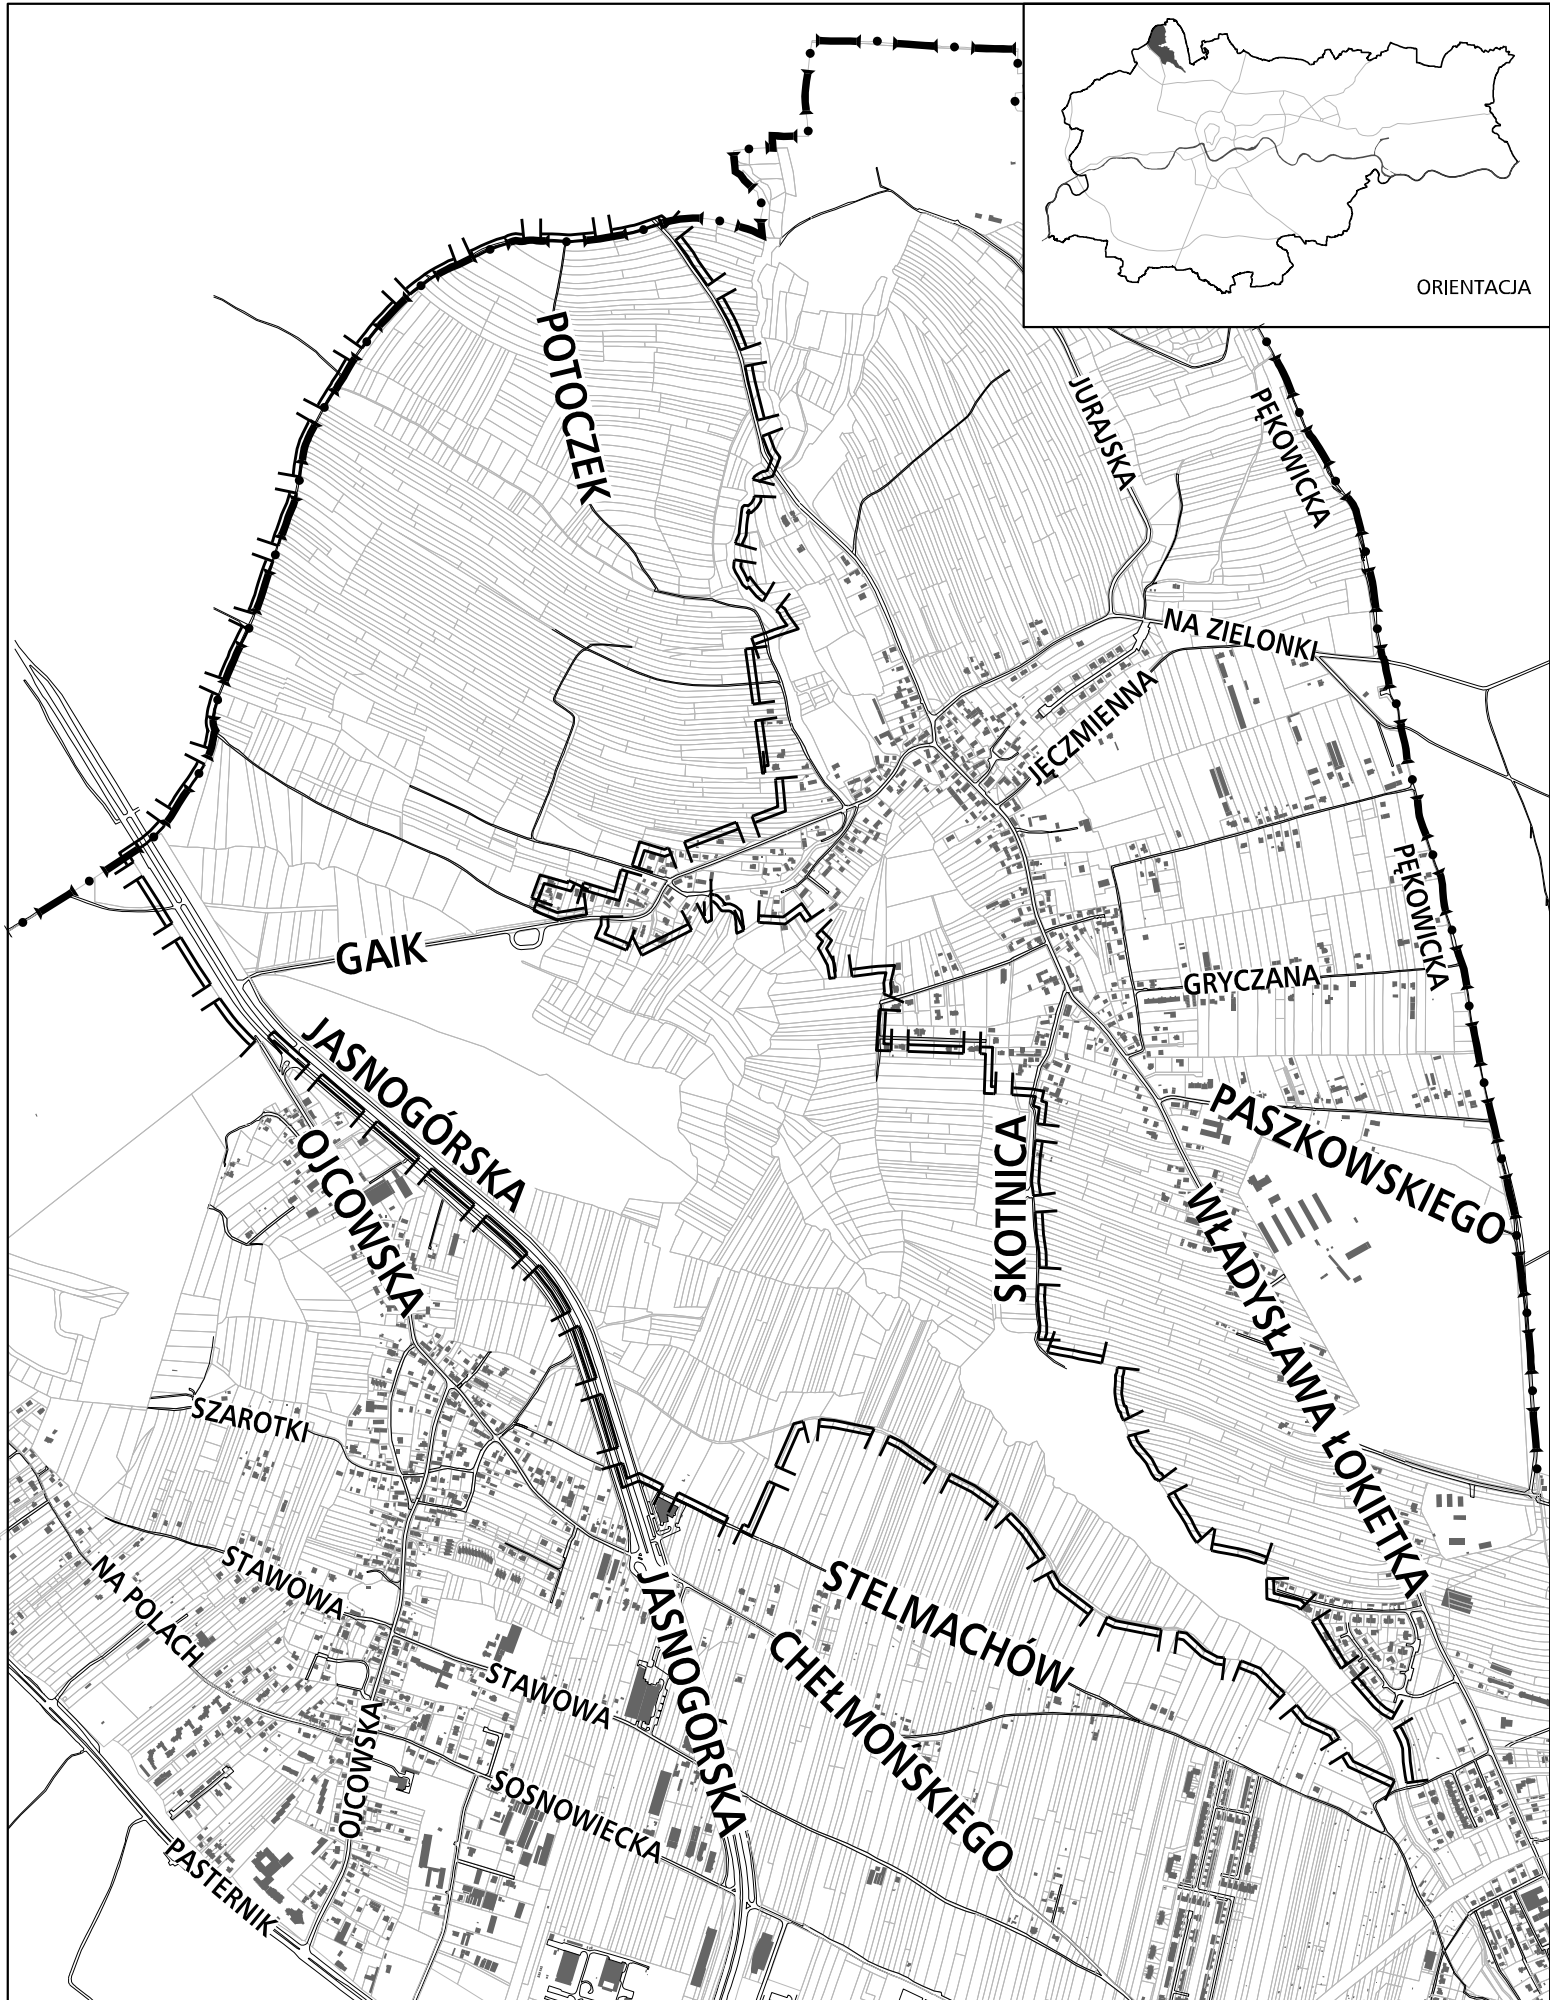 ORIENTACJA
POTOCZEK
JURAJSKA
PĘKOWICKA
NA ZIELONKI
JĘCZMIENNA
PĘKOWICKA
GAIK
GRYCZANA
JASNOGÓRSKA
OJCOWSKA
SKOTNICA
PASZKOWSKIEGO
WŁADYSŁAWA ŁOKIETKA
SZAROTKI
STAWOWA
NA POLACH
STELMACHÓW
JASNOGÓRSKA
CHEŁMOŃSKIEGO
STAWOWA
OJCOWSKA
SOSNOWIECKA
PASTERNIK